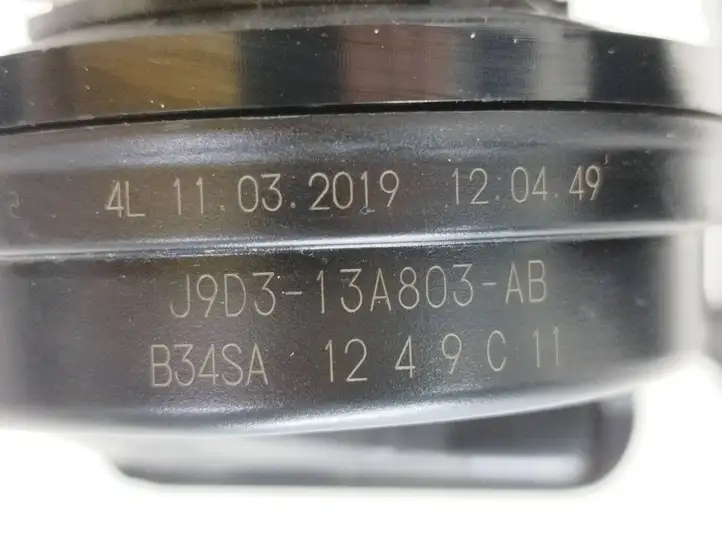 4L 11.03.2019 12.04.49
J9D3-13A803-AB
B34SA 12 4 9 C 11